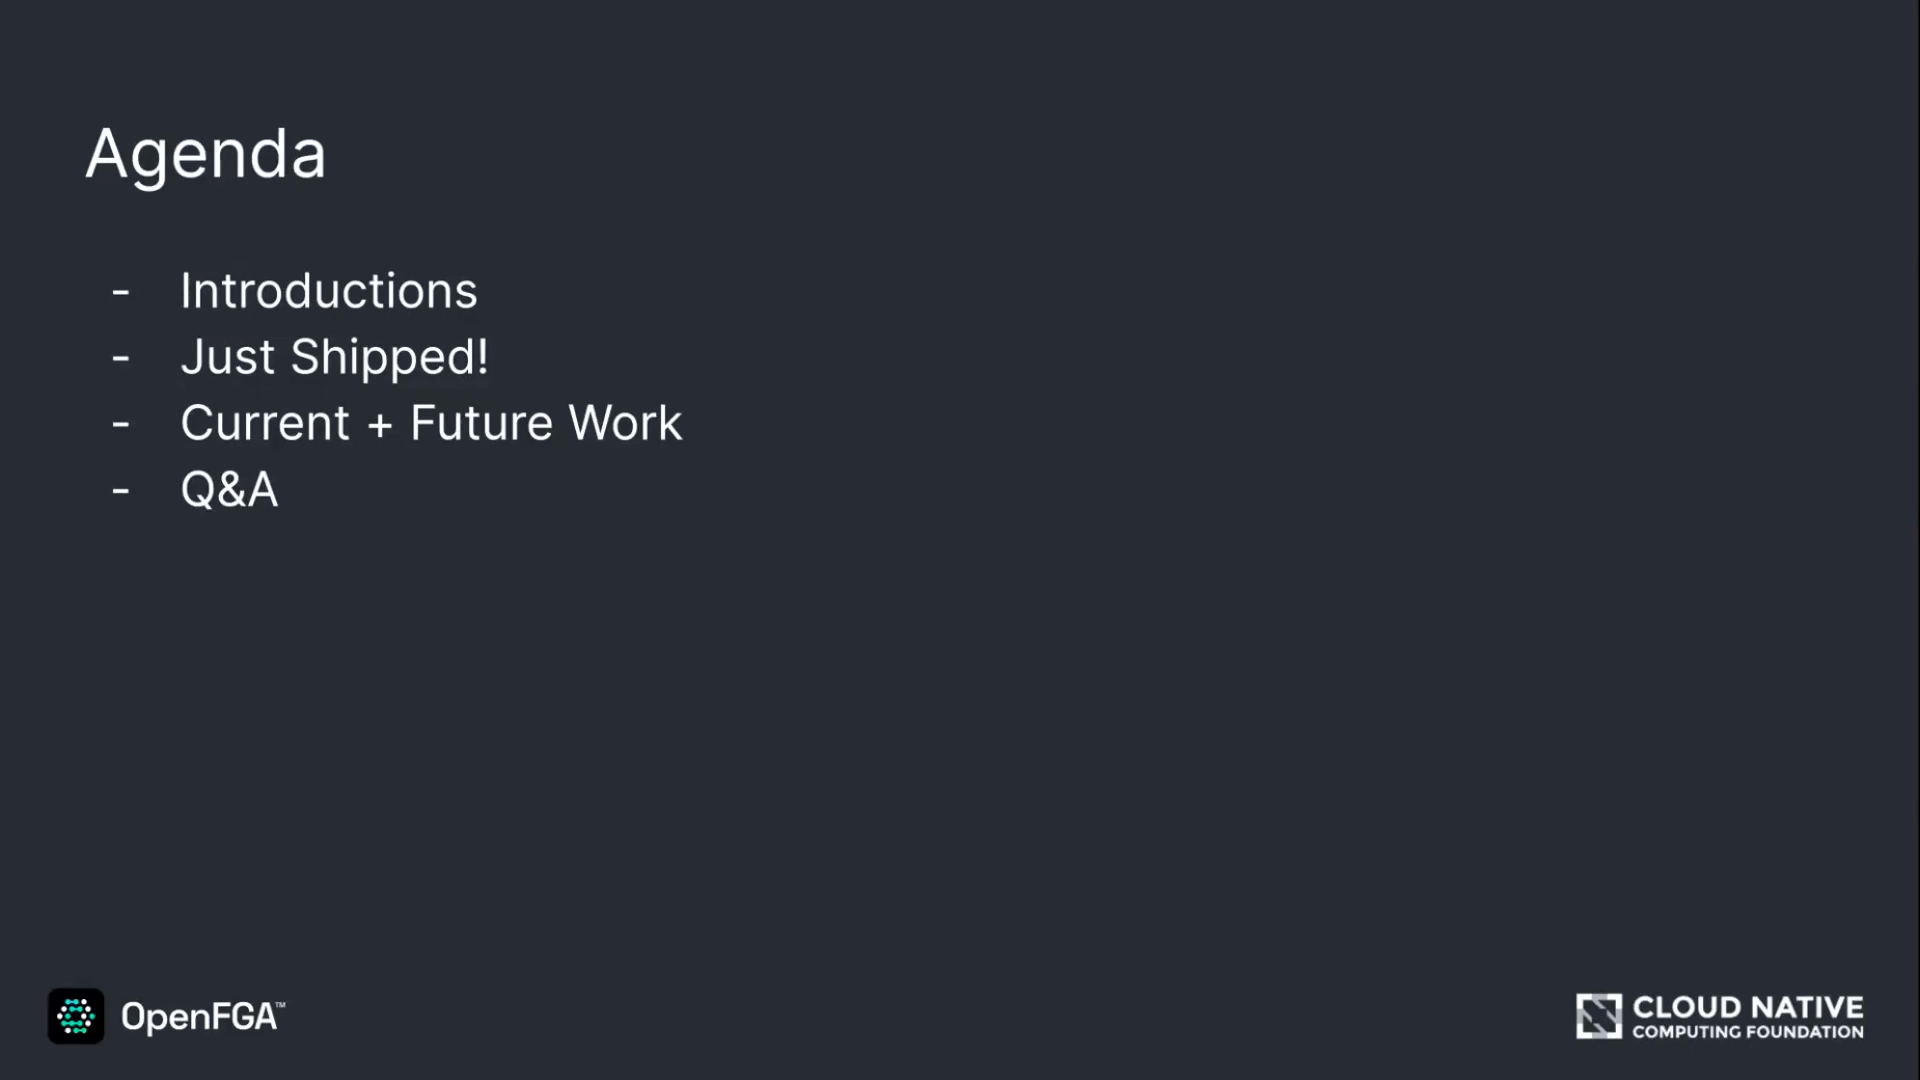 Agenda
- Introductions
- Just Shipped!
- Current + Future Work
- Q&A
OpenFGA™
CLOUD NATIVE
COMPUTING FOUNDATION